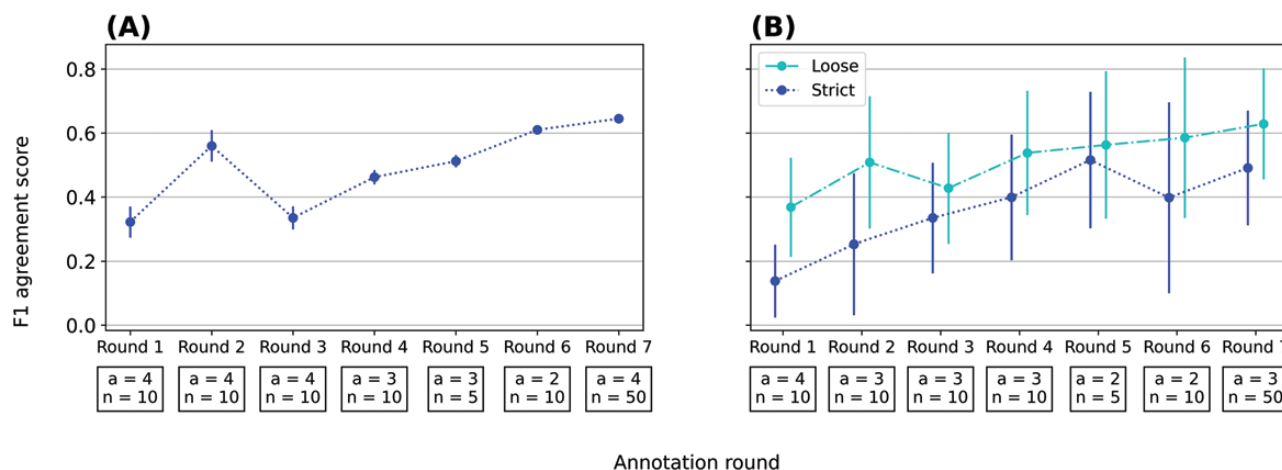 (A)
(B)
F1 agreement score
0.8
0.6
0.4
0.2
0.0
Loose
Strict
Round 1 Round 2 Round 3 Round 4 Round 5 Round 6 Round 7
a = 4 a = 4 a = 4 a = 3 a = 3 a = 2 a = 4
n = 10 n = 10 n = 10 n = 10 n = 5 n = 10 n = 50
Round 1 Round 2 Round 3 Round 4 Round 5 Round 6 Round 7
a = 4 a = 3 a = 3 a = 3 a = 2 a = 2 a = 3
n = 10 n = 10 n = 10 n = 10 n = 5 n = 10 n = 50
Annotation round